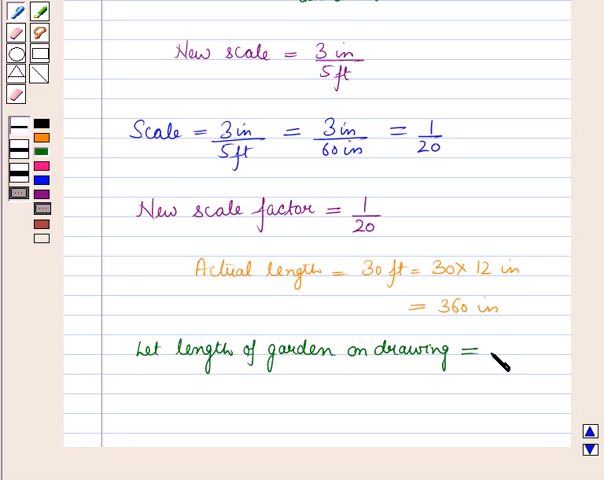 New scale = 3 in / 5 ft
Scale = 3 in / 5 ft = 3 in / 60 in = 1 / 20
New scale factor = 1 / 20
Actual length = 30 ft = 30 × 12 in
= 360 in
Let length of garden on drawing =